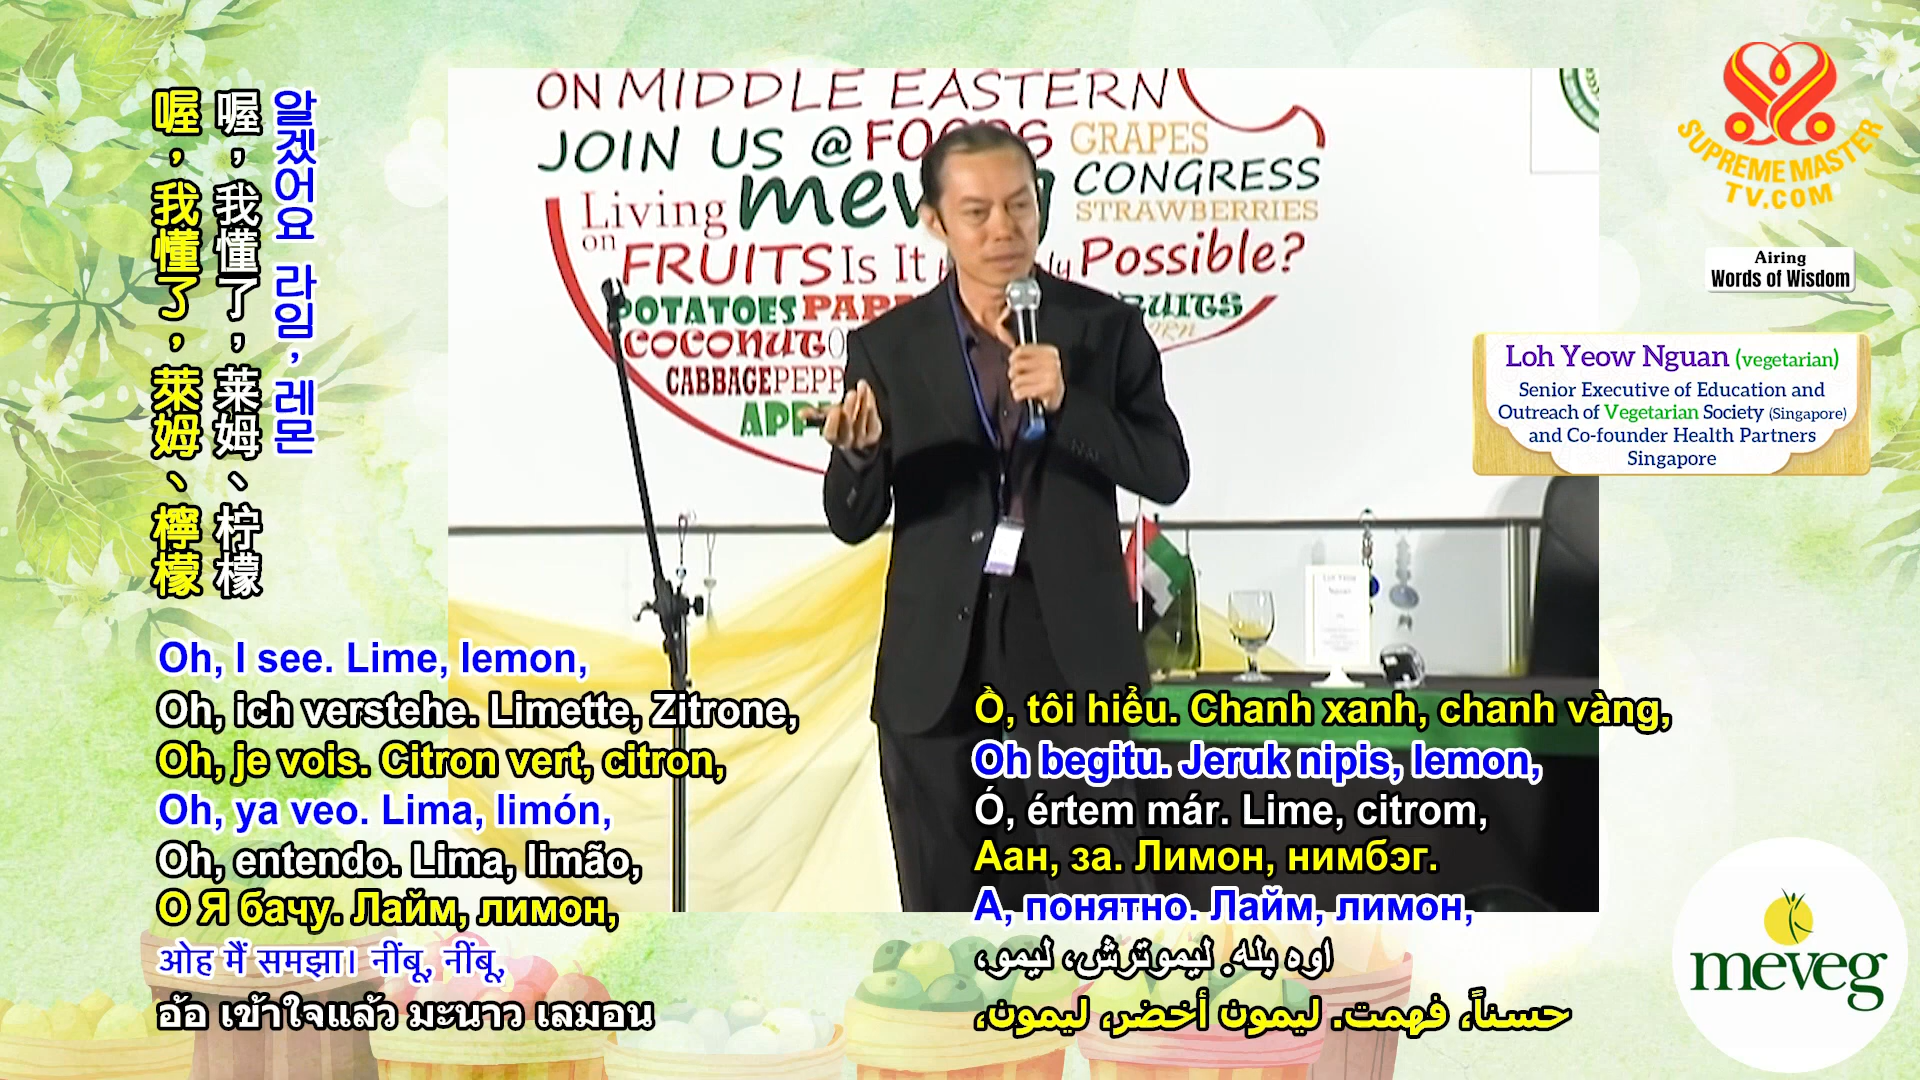 알겠어요 라임, 레몬
喔，我懂了，莱姆、柠檬
喔，我懂了，萊姆、檸檬
ON MIDDLE EASTERN
JOIN US @ FOODS GRAPES
Living meveg CONGRESS
on STRAWBERRIES
FRUITS Is It Possible?
POTATOES
COCONUT
CABBAGE
SUPREME MASTER
TV.COM
Airing
Words of Wisdom
Loh Yeow Nguan (vegetarian)
Senior Executive of Education and
Outreach of Vegetarian Society (Singapore)
and Co-founder Health Partners
Singapore
Oh, I see. Lime, lemon,
Oh, ich verstehe. Limette, Zitrone,
Oh, je vois. Citron vert, citron,
Oh, ya veo. Lima, limón,
Oh, entendo. Lima, limão,
О Я бачу. Лайм, лимон,
ओह मैं समझा। नींबू, नींबू,
อ้อ เข้าใจแล้ว มะนาว เลมอน
Ồ, tôi hiểu. Chanh xanh, chanh vàng,
Oh begitu. Jeruk nipis, lemon,
Ó, értem már. Lime, citrom,
Аан, за. Лимон, нимбэг.
А, понятно. Лайм, лимон,
اوه بله. لیموترش، لیمو،
حسناً، فهمت. ليمون أخضر، ليمون،
meveg